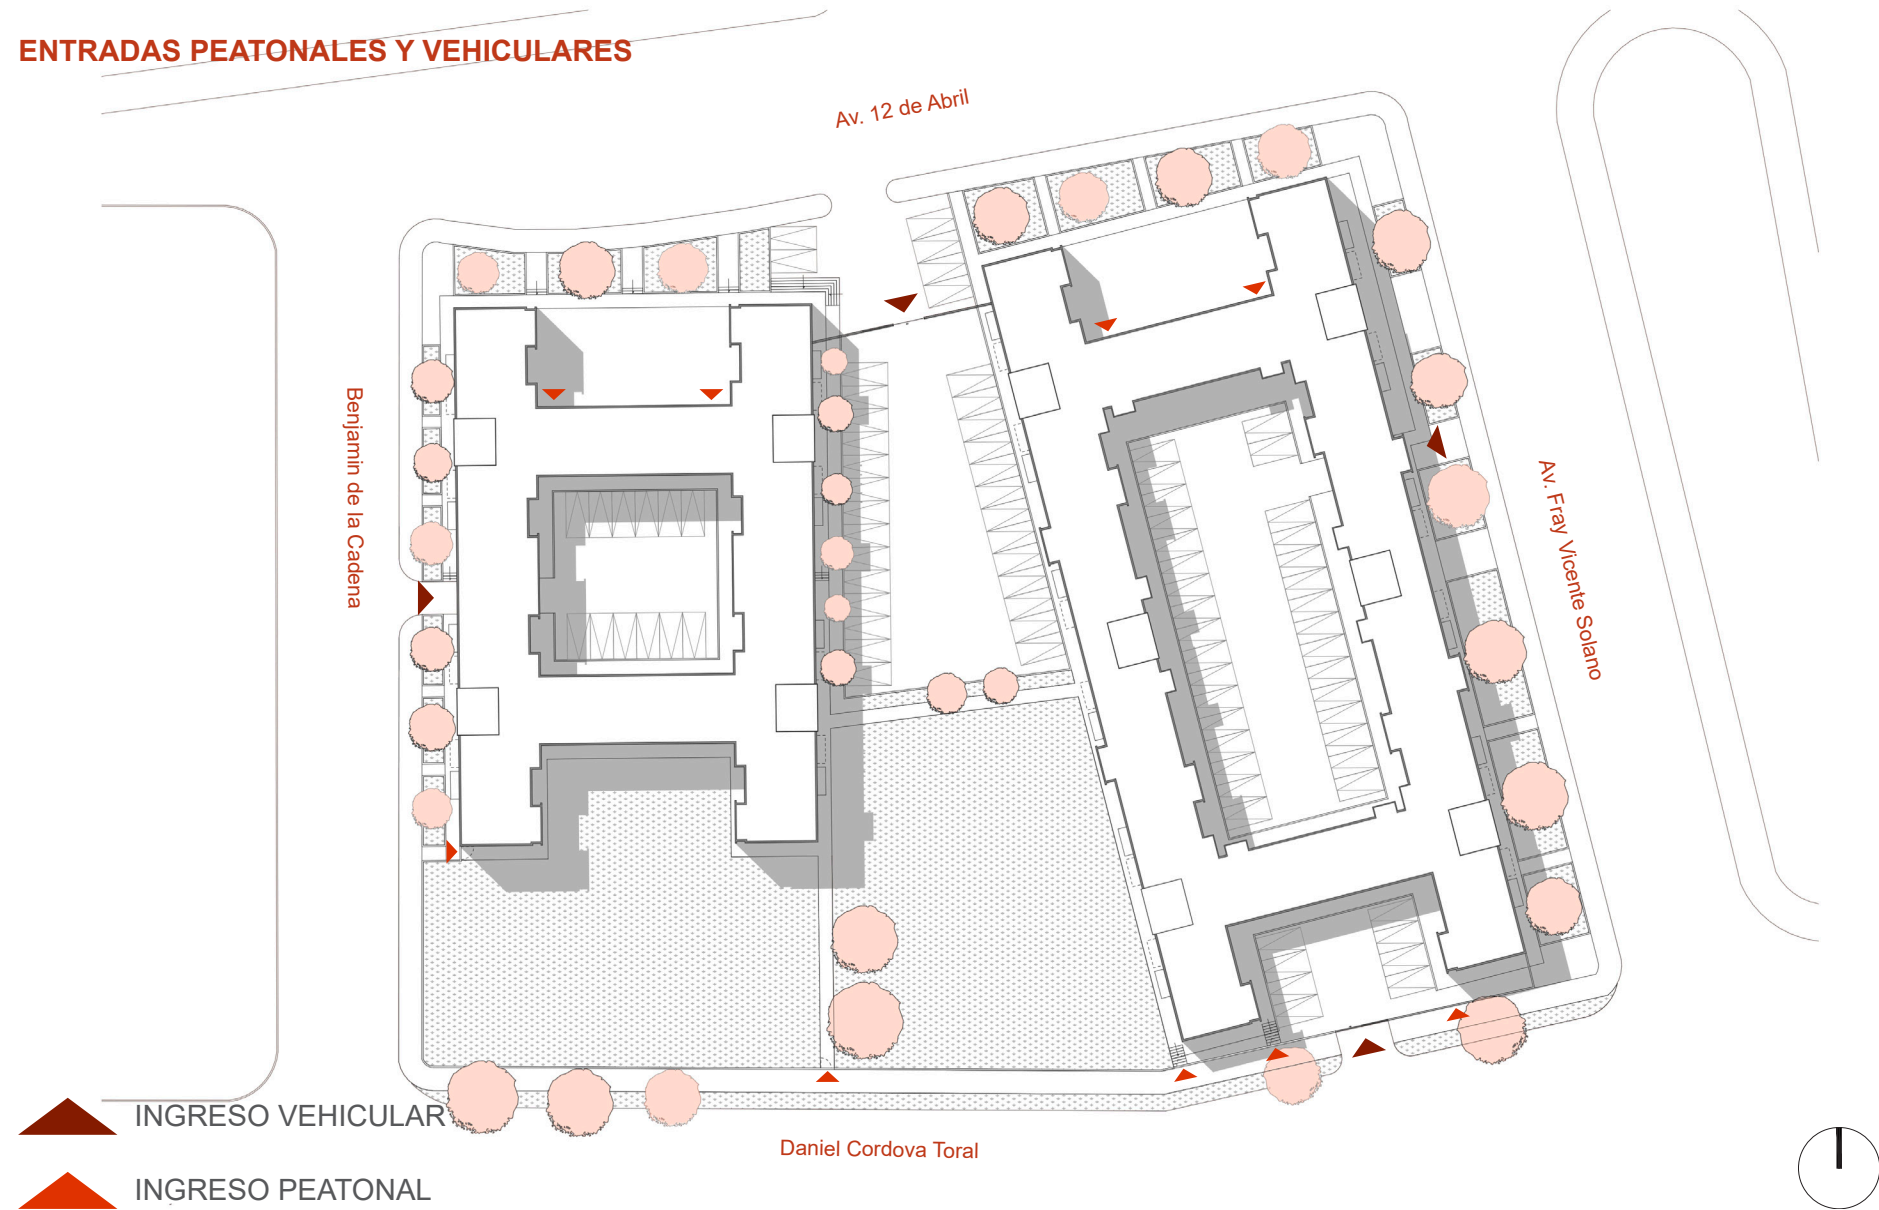 ENTRADAS PEATONALES Y VEHICULARES
Av. 12 de Abril
Benjamin de la Cadena
Av. Fray Vicente Solano
INGRESO VEHICULAR
Daniel Cordova Toral
INGRESO PEATONAL